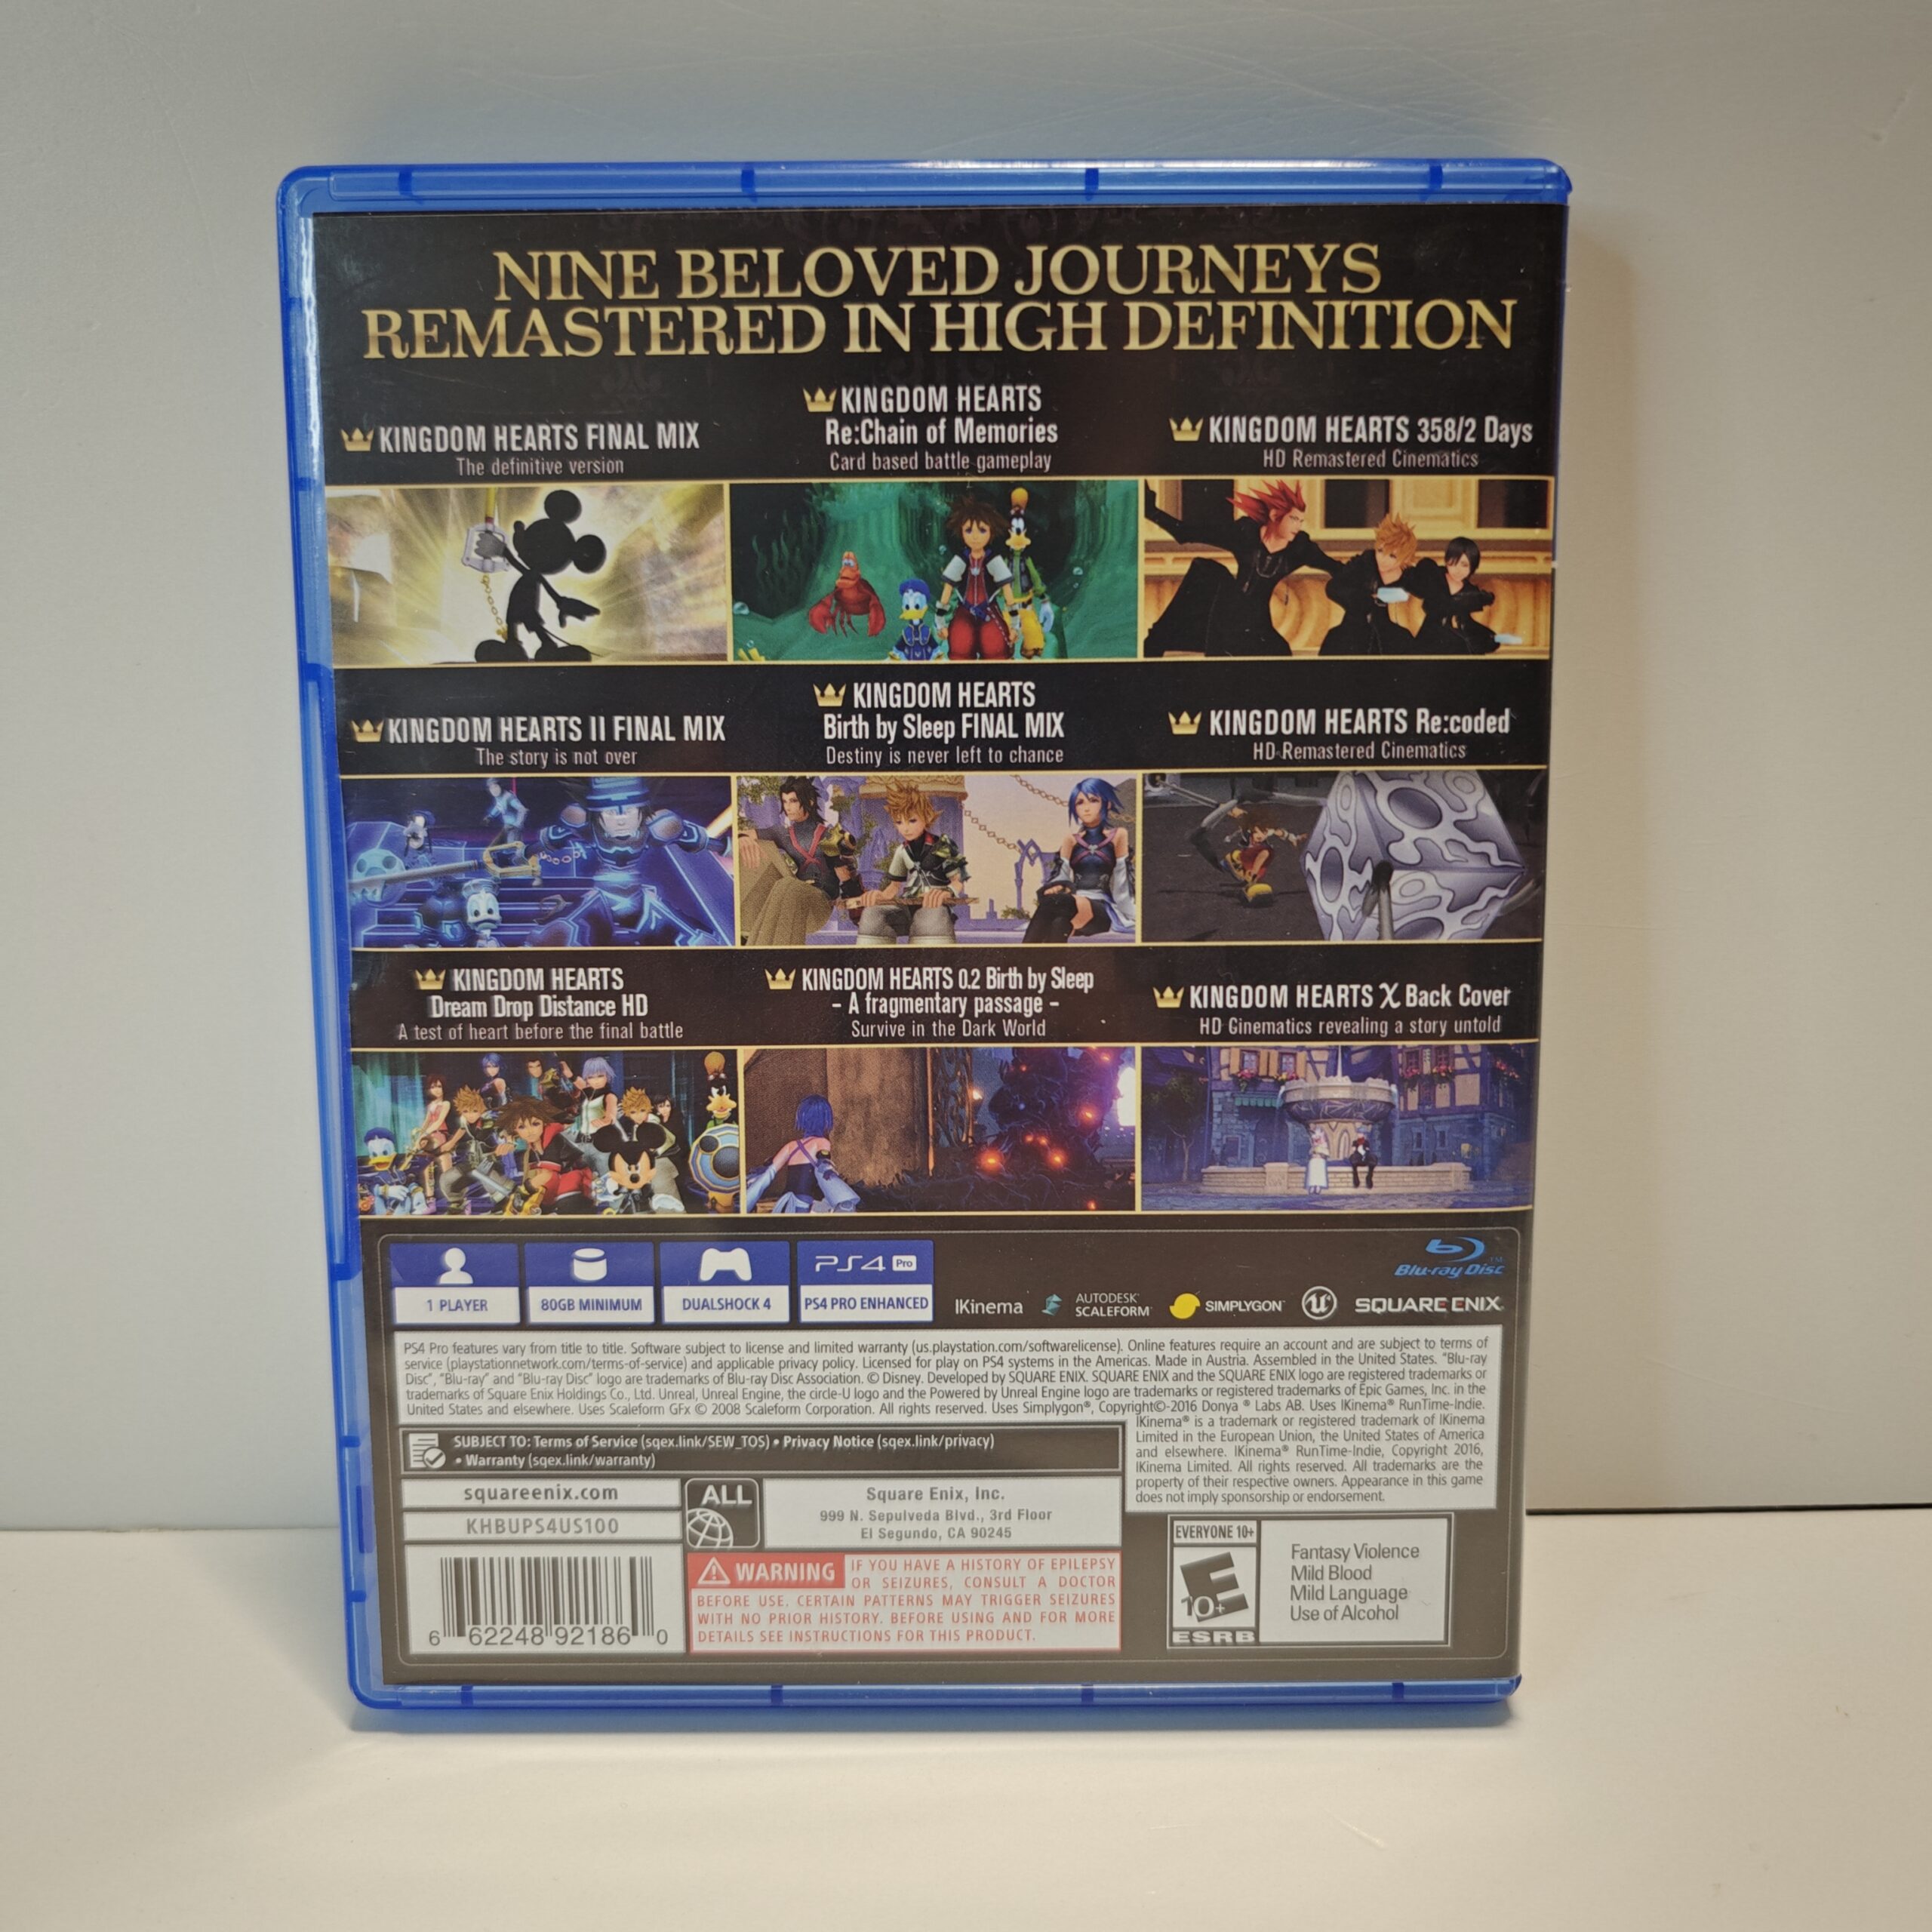 NINE BELOVED JOURNEYS
REMASTERED IN HIGH DEFINITION
KINGDOM HEARTS FINAL MIX
The definitive version
KINGDOM HEARTS
Re:Chain of Memories
Card based battle gameplay
KINGDOM HEARTS 358/2 Days
HD Remastered Cinematics
KINGDOM HEARTS II FINAL MIX
The story is not over
KINGDOM HEARTS
Birth by Sleep FINAL MIX
Destiny is never left to chance
KINGDOM HEARTS Re:coded
HD Remastered Cinematics
KINGDOM HEARTS
Dream Drop Distance HD
A test of heart before the final battle
KINGDOM HEARTS 0.2 Birth by Sleep
- A fragmentary passage -
Survive in the Dark World
KINGDOM HEARTS χ Back Cover
HD Cinematics revealing a story untold
1 PLAYER
80GB MINIMUM
DUALSHOCK 4
PS4 Pro
PS4 PRO ENHANCED
Blu-ray Disc™
IKinema
AUTODESK®
SCALEFORM®
SIMPLYGON™
SQUARE ENIX®
PS4 Pro features vary from title to title. Software subject to license and limited warranty (us.playstation.com/softwarelicense). Online features require an account and are subject to terms of
service (playstationnetwork.com/terms-of-service) and applicable privacy policy. Licensed for play on PS4 systems in the Americas. Made in Austria. Assembled in the United States. "Blu-ray
Disc", "Blu-ray" and "Blu-ray Disc" logo are trademarks of Blu-ray Disc Association. © Disney. Developed by SQUARE ENIX. SQUARE ENIX and the SQUARE ENIX logo are registered trademarks or
trademarks of Square Enix Holdings Co., Ltd. Unreal, Unreal Engine, the circle-U logo and the Powered by Unreal Engine logo are trademarks or registered trademarks of Epic Games, Inc. in the
United States and elsewhere. Uses Scaleform GFx © 2008 Scaleform Corporation. All rights reserved. Uses Simplygon®, Copyright©-2016 Donya ® Labs AB. Uses IKinema® RunTime-Indie.
IKinema® is a trademark or registered trademark of IKinema
Limited in the European Union, the United States of America
and elsewhere. IKinema® RunTime-Indie, Copyright 2016,
IKinema Limited. All rights reserved. All trademarks are the
property of their respective owners. Appearance in this game
does not imply sponsorship or endorsement.
SUBJECT TO: Terms of Service (sqex.link/SEW_TOS) • Privacy Notice (sqex.link/privacy)
• Warranty (sqex.link/warranty)
squareenix.com
KHBUPS4US100
ALL
Square Enix, Inc.
999 N. Sepulveda Blvd., 3rd Floor
El Segundo, CA 90245
6 62248 92186 0
WARNING IF YOU HAVE A HISTORY OF EPILEPSY
OR SEIZURES, CONSULT A DOCTOR
BEFORE USE. CERTAIN PATTERNS MAY TRIGGER SEIZURES
WITH NO PRIOR HISTORY. BEFORE USING AND FOR MORE
DETAILS SEE INSTRUCTIONS FOR THIS PRODUCT.
EVERYONE 10+
E
10+
ESRB
Fantasy Violence
Mild Blood
Mild Language
Use of Alcohol